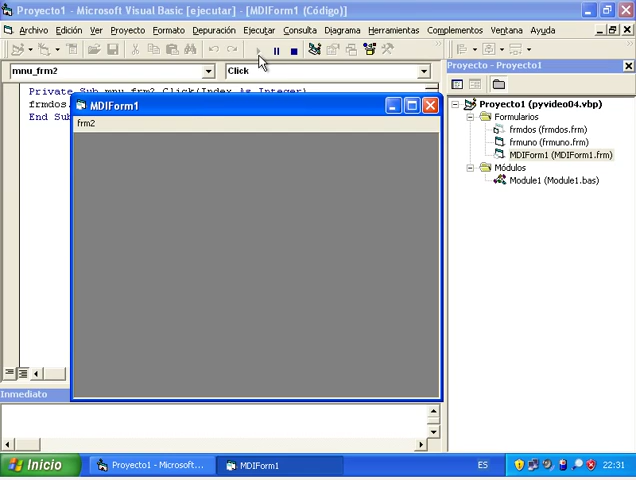 Proyecto1 - Microsoft Visual Basic [ejecutar] - [MDIForm1 (Código)]
Archivo Edición Ver Proyecto Formato Depuración Ejecutar Consulta Diagrama Herramientas Complementos Ventana Ayuda
mnu_frm2 Click
Proyecto - Proyecto1
Private Sub mnu_frm2_Click(Index As Integer)
frmdos.
End Sub
MDIForm1
frm2
Proyecto1 (pyvideo04.vbp)
Formularios
frmdos (frmdos.frm)
frmuno (frmuno.frm)
MDIForm1 (MDIForm1.frm)
Módulos
Module1 (Module1.bas)
Inmediato
Inicio Proyecto1 - Microsoft... MDIForm1 ES 22:31